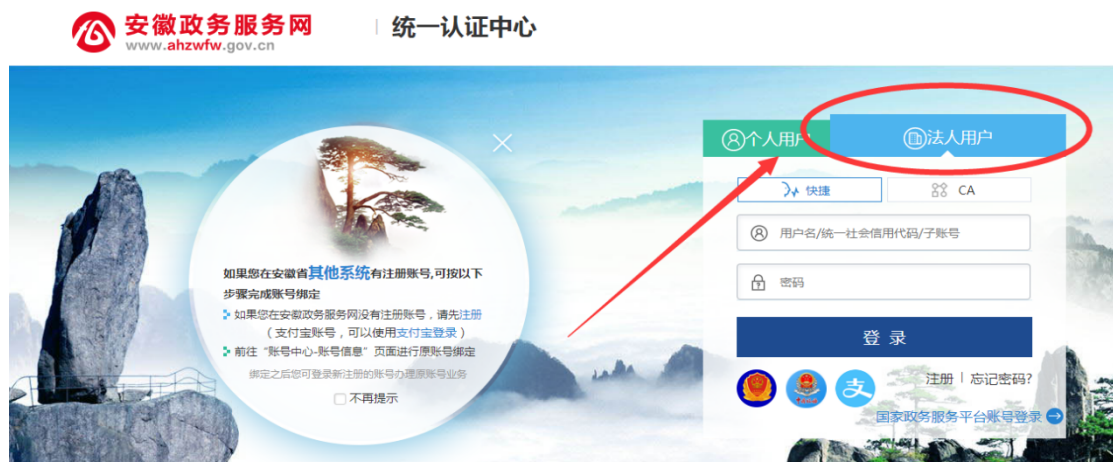 安徽政务服务网
www.ahzwfw.gov.cn
统一认证中心
个人用户
法人用户
快捷
CA
用户名/统一社会信用代码/子账号
密码
登 录
注册 | 忘记密码?
国家政务服务平台账号登录
如果您在安徽省其他系统有注册账号,可按以下
步骤完成账号绑定
如果您在安徽政务服务网没有注册账号，请先注册
（支付宝账号，可以使用支付宝登录）
前往“账号中心-账号信息”页面进行原账号绑定
绑定之后您可登录新注册的账号办理原账号业务
不再提示
支